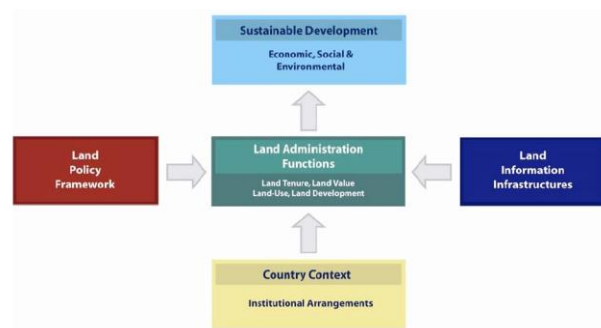 Sustainable Development
Economic, Social &
Environmental
Land
Policy
Framework
Land Administration
Functions
Land Tenure, Land Value
Land-Use, Land Development
Land
Information
Infrastructures
Country Context
Institutional Arrangements